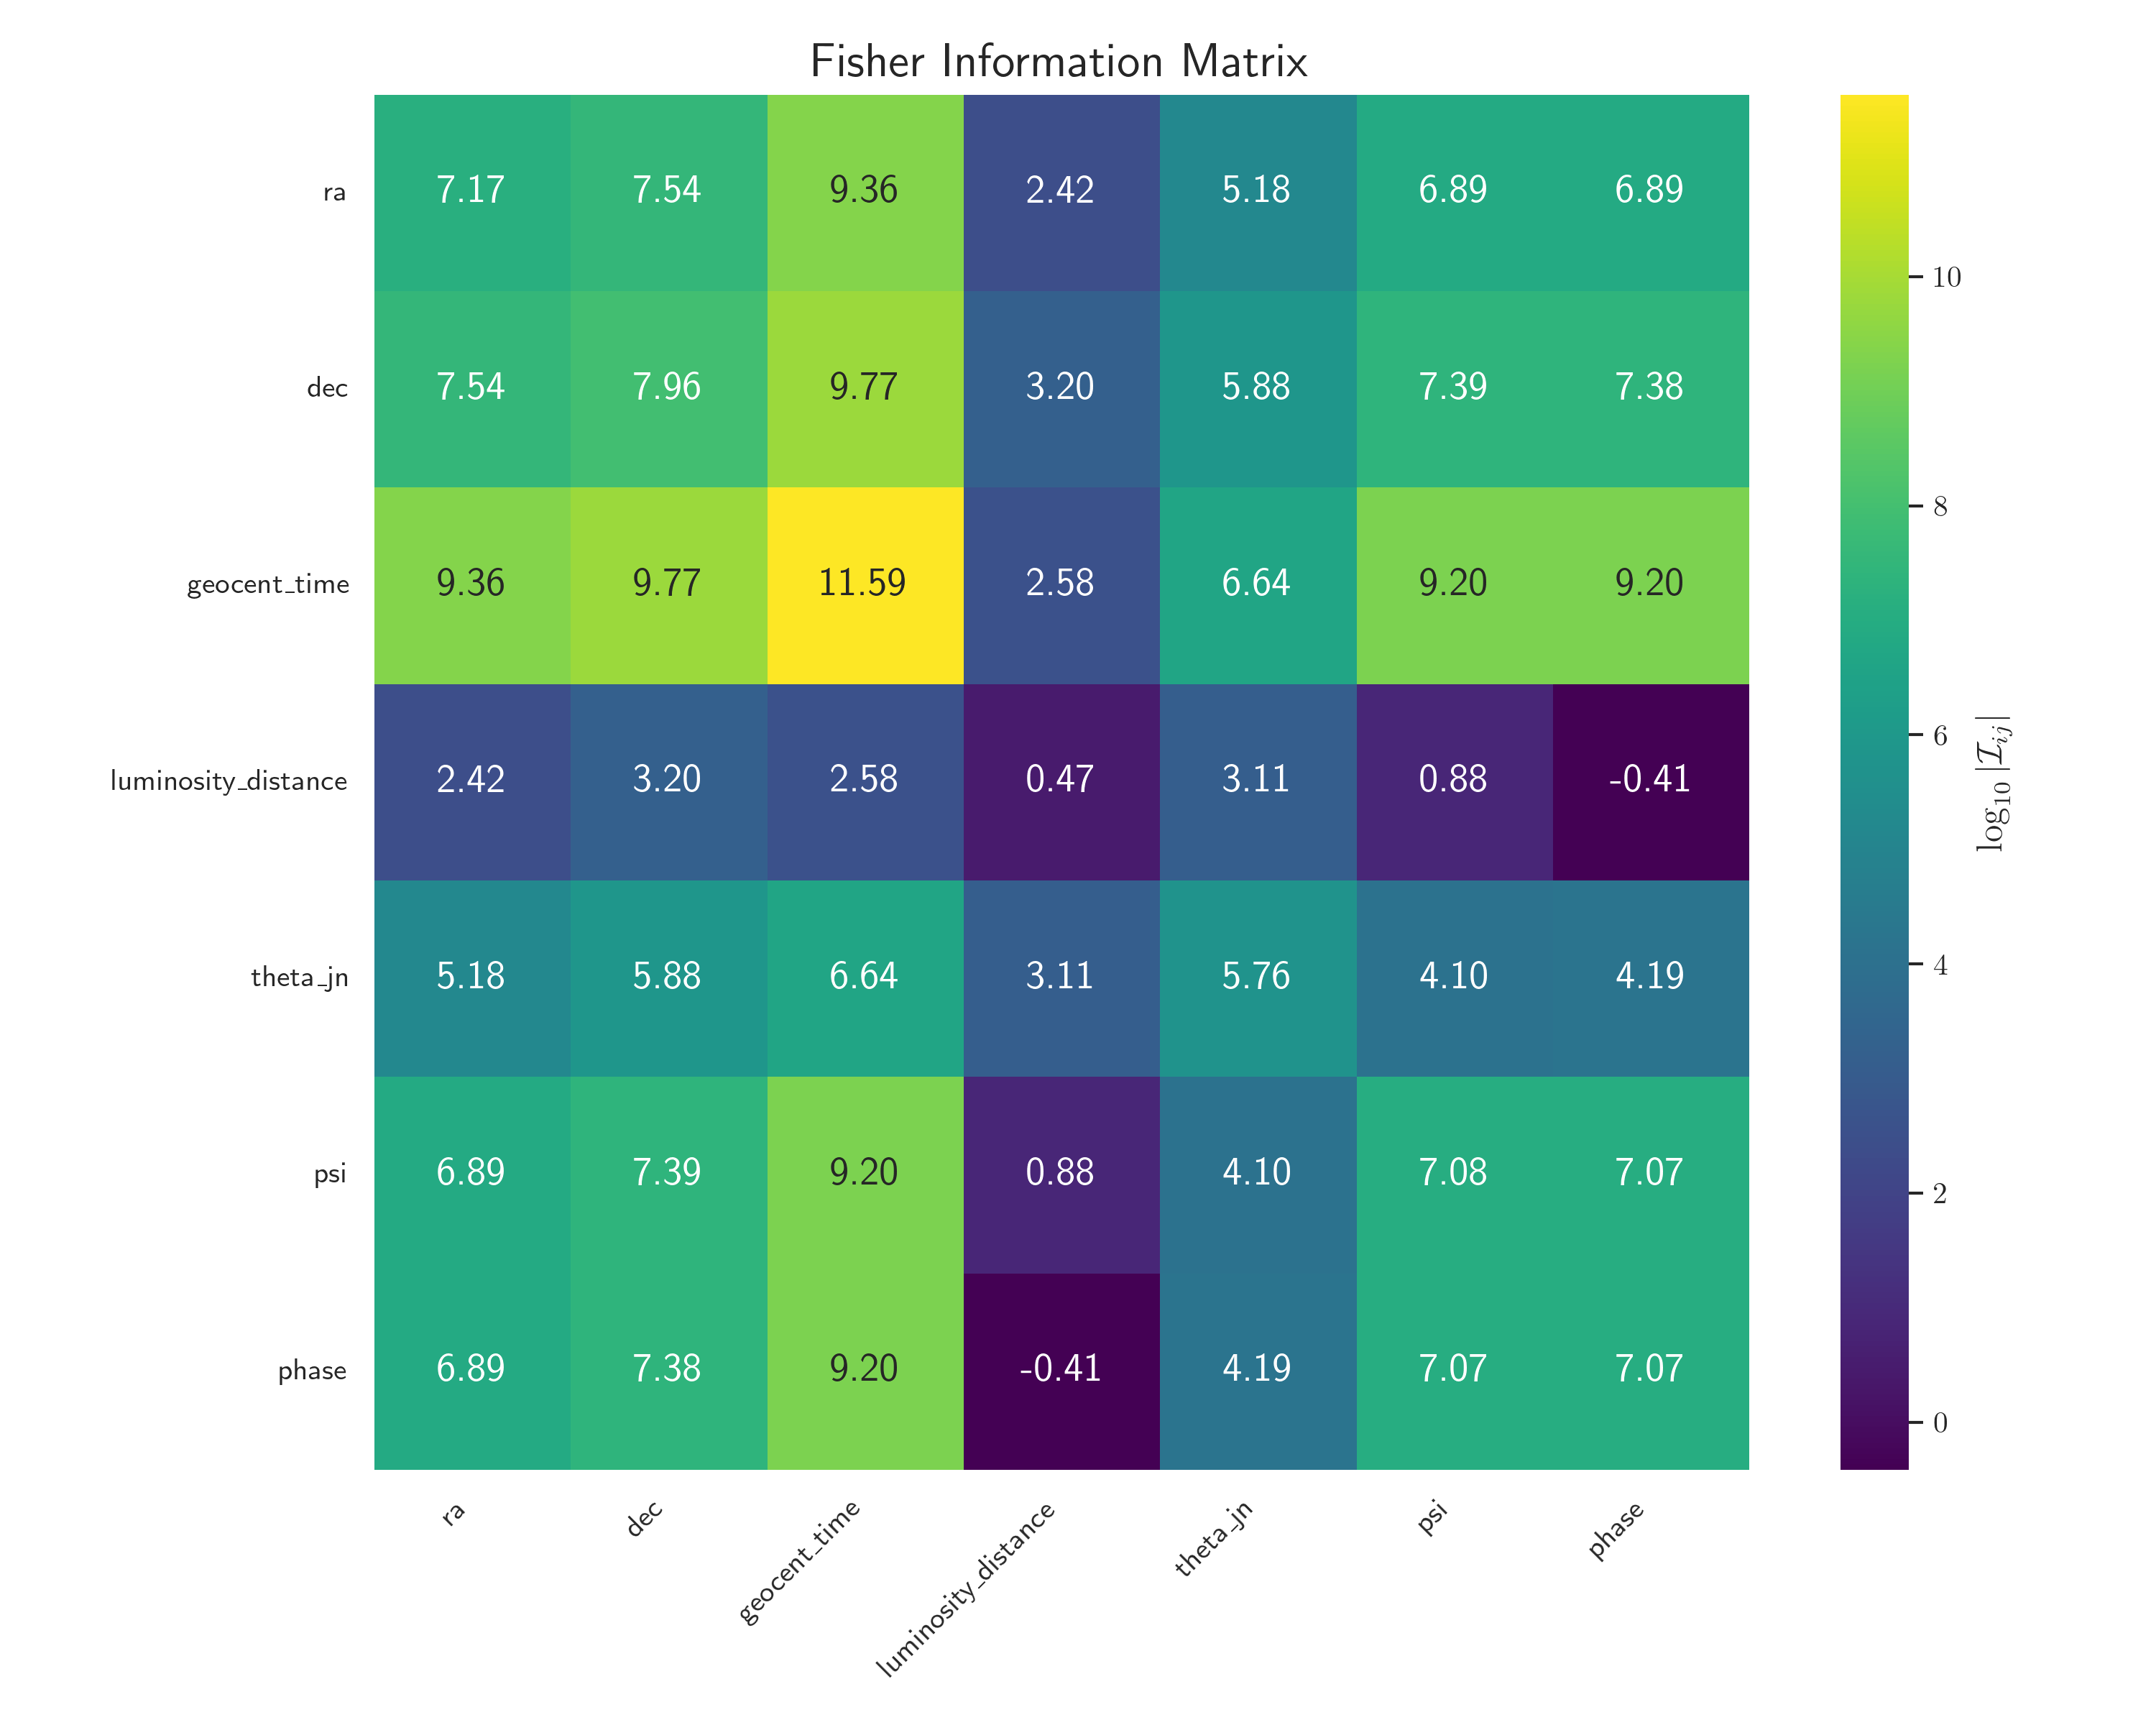 Fisher Information Matrix
ra 7.17 7.54 9.36 2.42 5.18 6.89 6.89
dec 7.54 7.96 9.77 3.20 5.88 7.39 7.38
geocent_time 9.36 9.77 11.59 2.58 6.64 9.20 9.20
luminosity_distance 2.42 3.20 2.58 0.47 3.11 0.88 -0.41
theta_jn 5.18 5.88 6.64 3.11 5.76 4.10 4.19
psi 6.89 7.39 9.20 0.88 4.10 7.08 7.07
phase 6.89 7.38 9.20 -0.41 4.19 7.07 7.07
ra
dec
geocent_time
luminosity_distance
theta_jn
psi
phase
10
8
6
4
2
0
log₁₀ |ℐᵢⱼ|